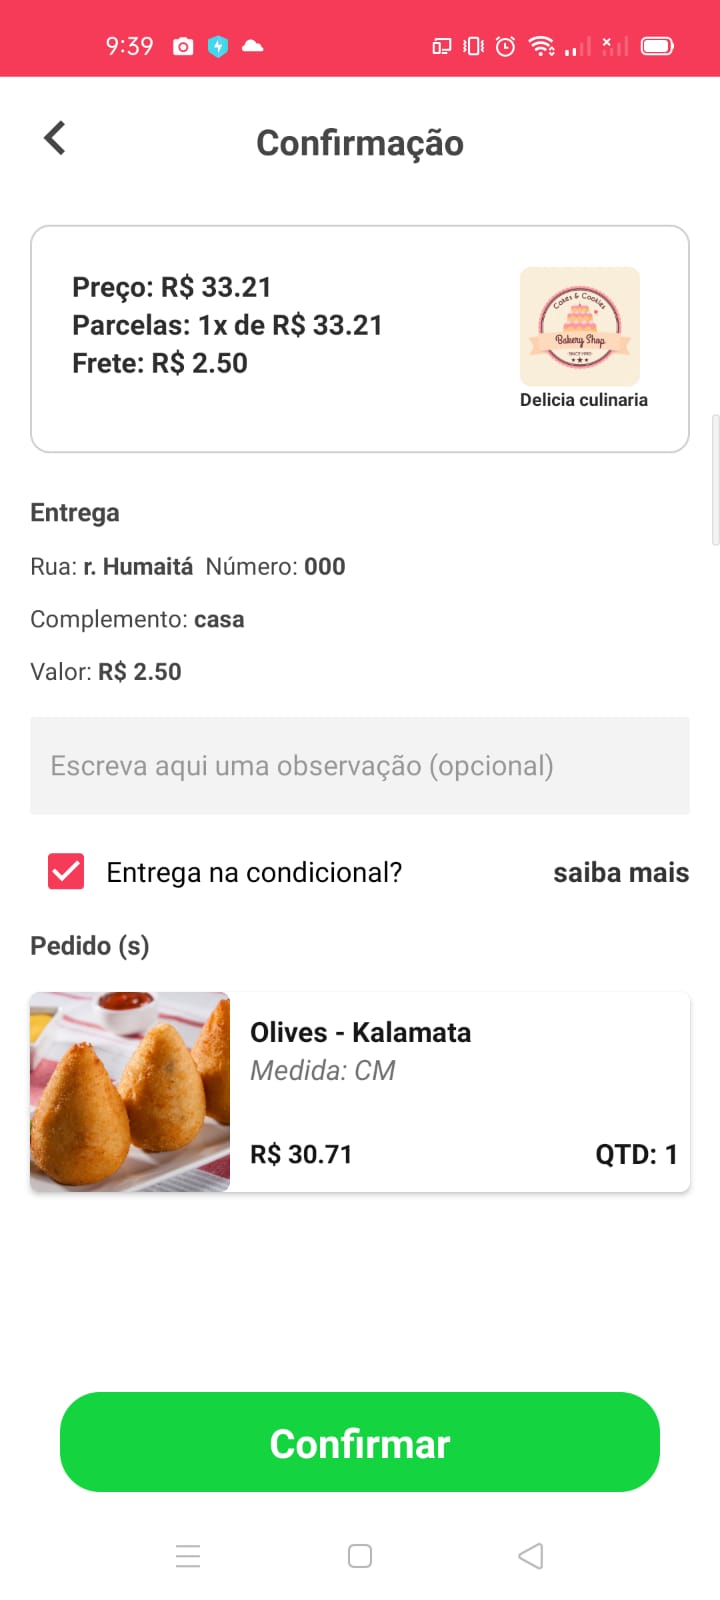 9:39
Confirmação
Preço: R$ 33.21
Parcelas: 1x de R$ 33.21
Frete: R$ 2.50
Cakes & Cookies
Bakery Shop
Delicia culinaria
Entrega
Rua: r. Humaitá Número: 000
Complemento: casa
Valor: R$ 2.50
Escreva aqui uma observação (opcional)
Entrega na condicional? saiba mais
Pedido (s)
Olives - Kalamata
Medida: CM
R$ 30.71 QTD: 1
Confirmar